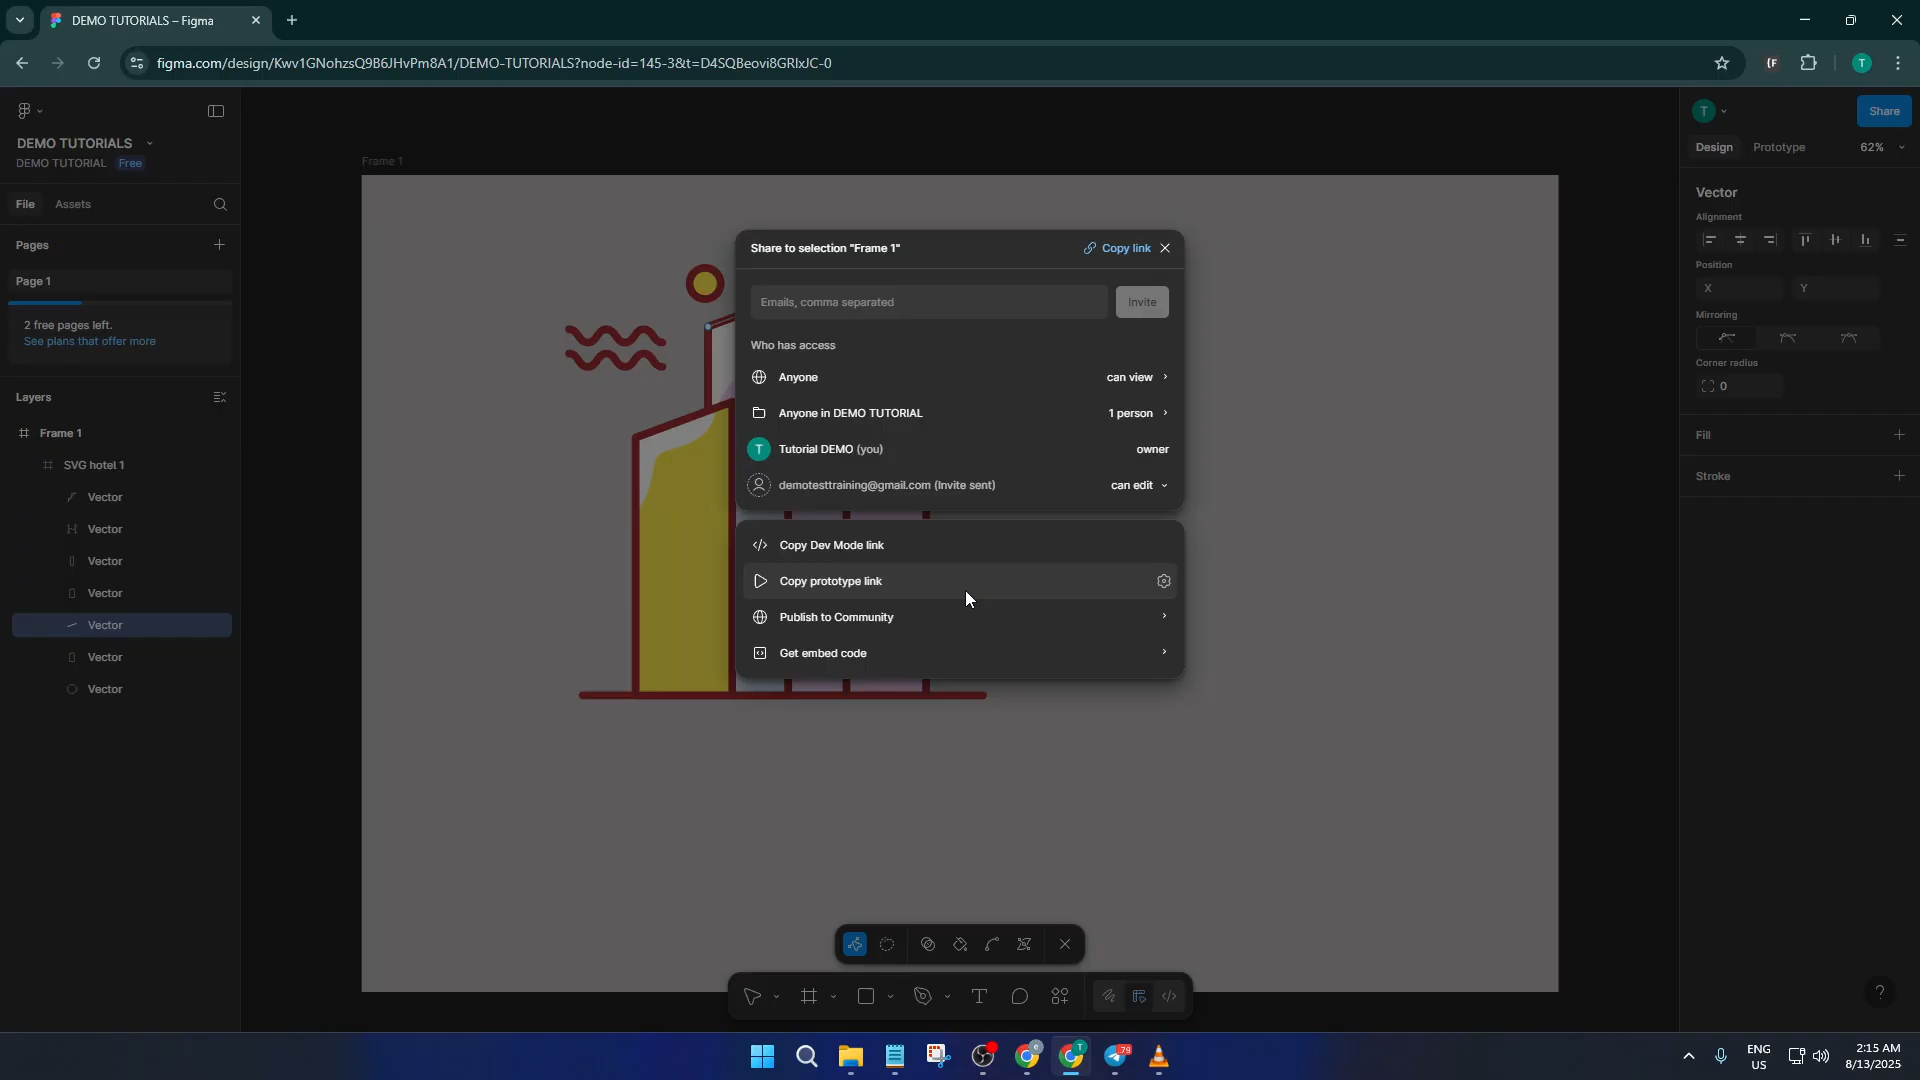 DEMO TUTORIALS – Figma
figma.com/design/Kwv1GNohzsQ9B6JHvPm8A1/DEMO-TUTORIALS?node-id=145-3&t=D4SQBeovi8GRlxJC-0
T
DEMO TUTORIALS
DEMO TUTORIAL Free
File Assets
Pages
Page 1
2 free pages left.
See plans that offer more
Layers
Frame 1
SVG hotel 1
Vector
Vector
Vector
Vector
Vector
Vector
Vector
Frame 1
Share to selection "Frame 1"
Copy link
Emails, comma separated
Invite
Who has access
Anyone can view
Anyone in DEMO TUTORIAL 1 person
T Tutorial DEMO (you) owner
demotesttraining@gmail.com (Invite sent) can edit
Copy Dev Mode link
Copy prototype link
Publish to Community
Get embed code
T Share
Design Prototype 62%
Vector
Alignment
Position
X Y
Mirroring
Corner radius
0
Fill
Stroke
?
e T 79
ENG
US
2:15 AM
8/13/2025